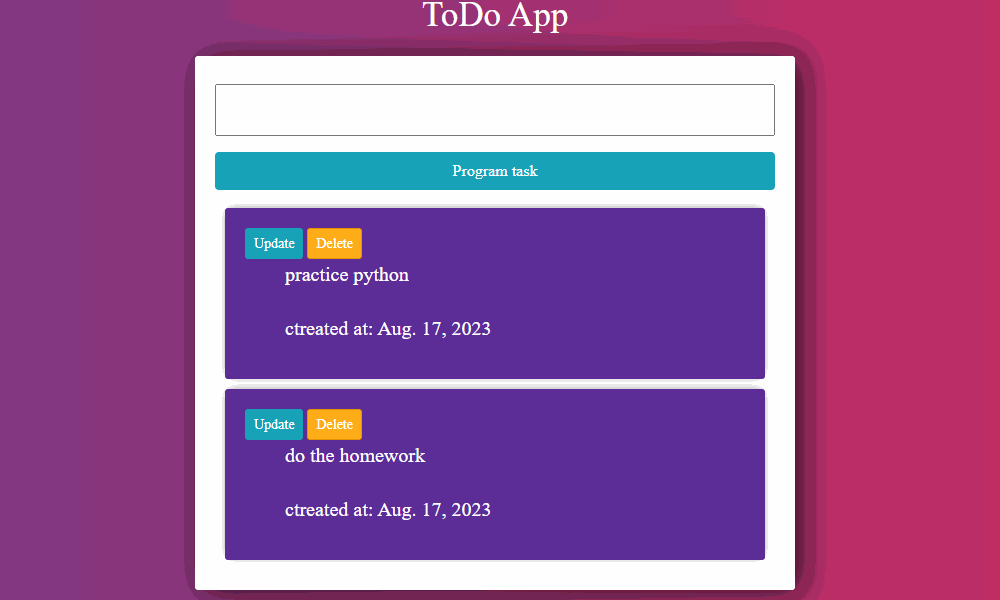 ToDo App
Program task
Update Delete
practice python
ctreated at: Aug. 17, 2023
Update Delete
do the homework
ctreated at: Aug. 17, 2023